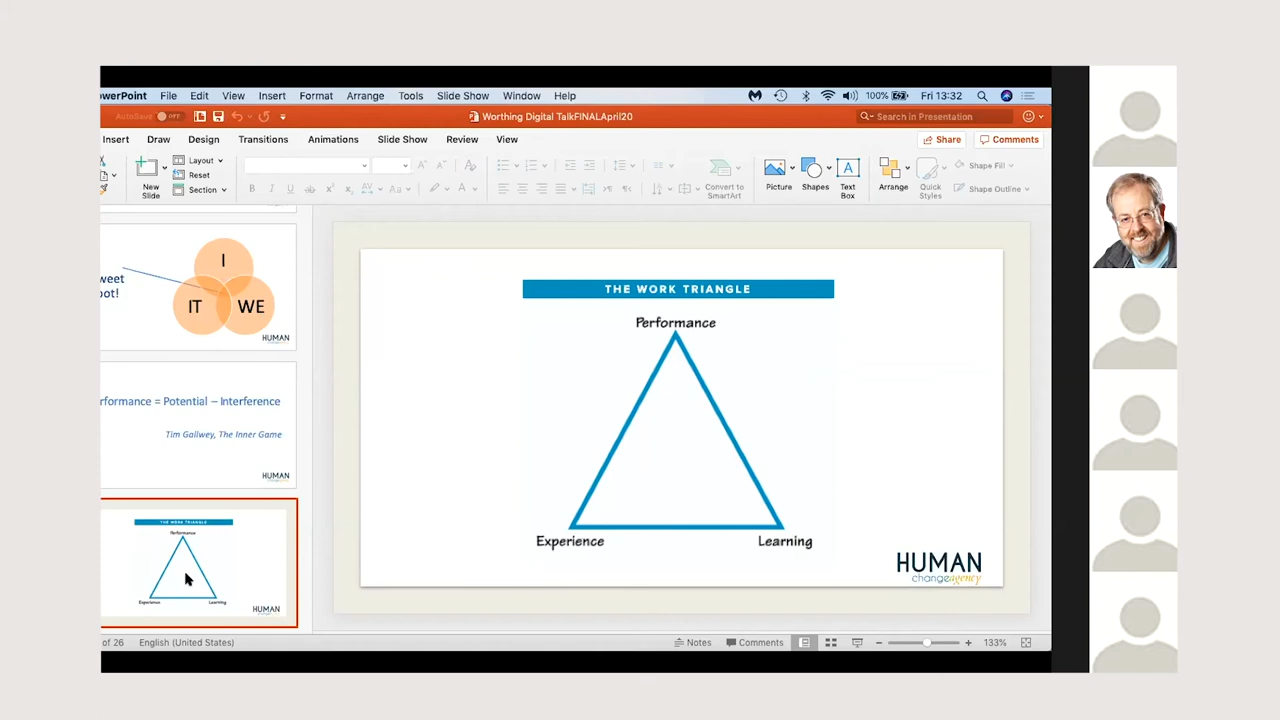 owerPoint File Edit View Insert Format Arrange Tools Slide Show Window Help 100% Fri 13:32
AutoSave OFF Worthing Digital TalkFINALApril20 Search in Presentation
Insert Draw Design Transitions Animations Slide Show Review View Share Comments
New Slide
Layout
Reset
Section
Convert to SmartArt
Picture
Shapes
Text Box
Arrange
Quick Styles
Shape Fill
Shape Outline
weet
ot!
I
IT WE
HUMAN
rformance = Potential – Interference
Tim Gallwey, The Inner Game
HUMAN
THE WORK TRIANGLE
Performance
Experience Learning
HUMAN
THE WORK TRIANGLE
Performance
Experience Learning
HUMAN
changeagency
of 26 English (United States) Notes Comments 133%